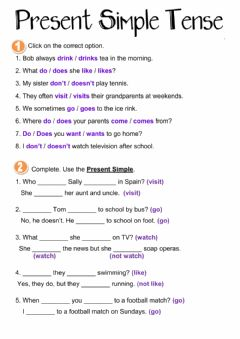 Present Simple Tense
1 Click on the correct option.
1. Bob always drink / drinks tea in the morning.
2. What do / does she like / likes?
3. My sister don't / doesn't play tennis.
4. They often visit / visits their grandparents at weekends.
5. We sometimes go / goes to the ice rink.
6. Where do / does your parents come / comes from?
7. Do / Does you want / wants to go home?
8. I don't / doesn't watch television after school.
2 Complete. Use the Present Simple.
1. Who ________ Sally ________ in Spain? (visit)
She ________ her aunt and uncle. (visit)
2. ________ Tom ________ to school by bus? (go)
No, he doesn't. He ________ to school on foot. (go)
3. What ________ she ________ on TV? (watch)
She ________ the news but she ________ soap operas.
(watch) (not watch)
4. ________ they ________ swimming? (like)
Yes, they do, but they ________ running. (not like)
5. When ________ you ________ to a football match? (go)
I ________ to a football match on Sundays. (go)